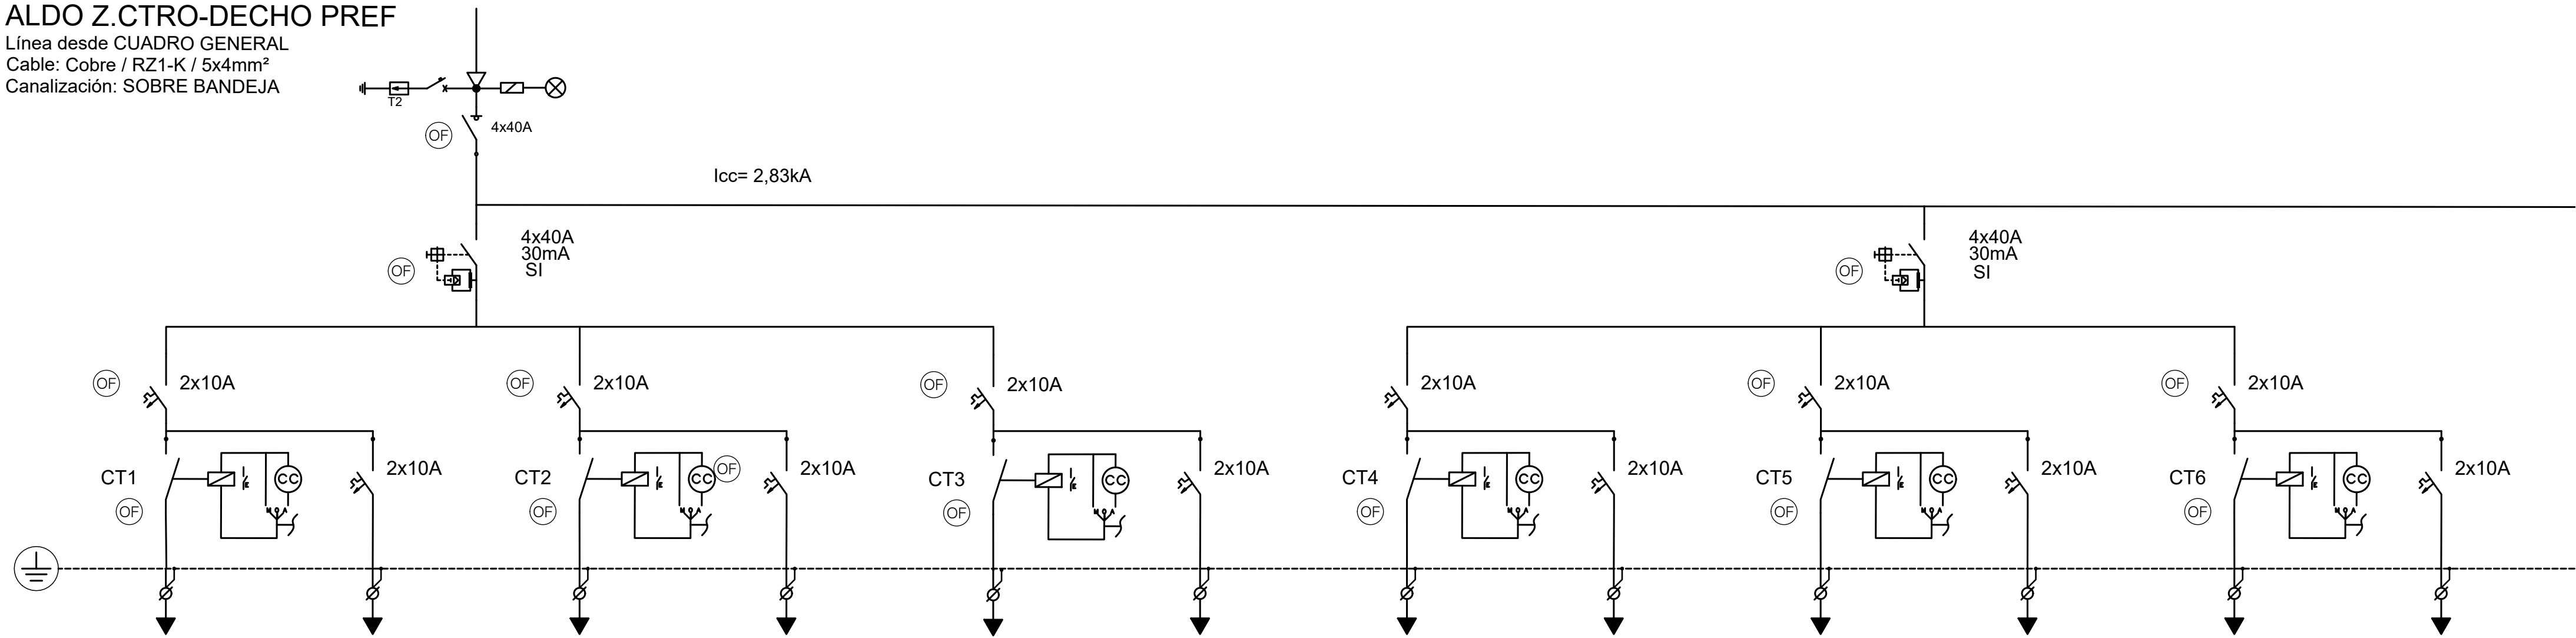 ALDO Z.CTRO-DECHO PREF
Línea desde CUADRO GENERAL
Cable: Cobre / RZ1-K / 5x4mm²
Canalización: SOBRE BANDEJA
T2
OF
4x40A
Icc= 2,83kA
OF
4x40A
30mA
SI
OF
4x40A
30mA
SI
OF
2x10A
OF
2x10A
OF
2x10A
2x10A
OF
2x10A
OF
2x10A
CT1
OF
CC
M O A
2x10A
CT2
OF
CC
OF
M O A
2x10A
CT3
OF
CC
M O A
2x10A
CT4
OF
CC
M O A
2x10A
CT5
OF
CC
M O A
2x10A
CT6
OF
CC
M O A
2x10A